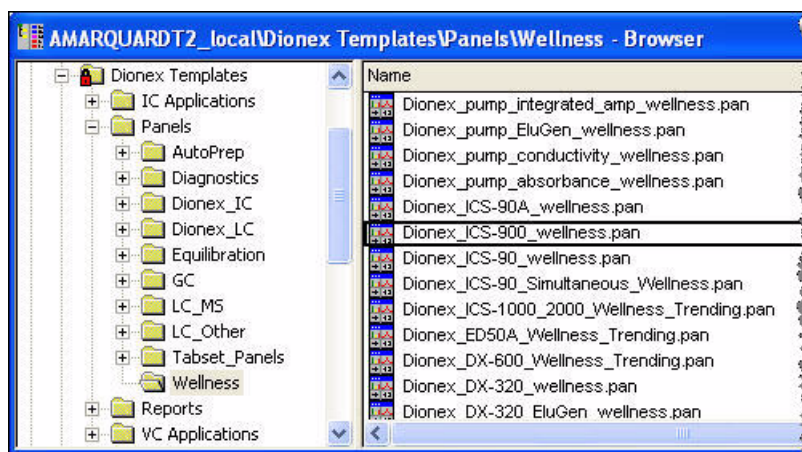 AMARQUARDT2_local\Dionex Templates\Panels\Wellness - Browser
Dionex Templates
IC Applications
Panels
AutoPrep
Diagnostics
Dionex_IC
Dionex_LC
Equilibration
GC
LC_MS
LC_Other
Tabset_Panels
Wellness
Reports
VC Applications
Name
Dionex_pump_integrated_amp_wellness.pan
Dionex_pump_EluGen_wellness.pan
Dionex_pump_conductivity_wellness.pan
Dionex_pump_absorbance_wellness.pan
Dionex_ICS-90A_wellness.pan
Dionex_ICS-900_wellness.pan
Dionex_ICS-90_wellness.pan
Dionex_ICS-90_Simultaneous_Wellness.pan
Dionex_ICS-1000_2000_Wellness_Trending.pan
Dionex_ED50A_Wellness_Trending.pan
Dionex_DX-600_Wellness_Trending.pan
Dionex_DX-320_wellness.pan
Dionex_DX-320_EluGen_wellness.pan